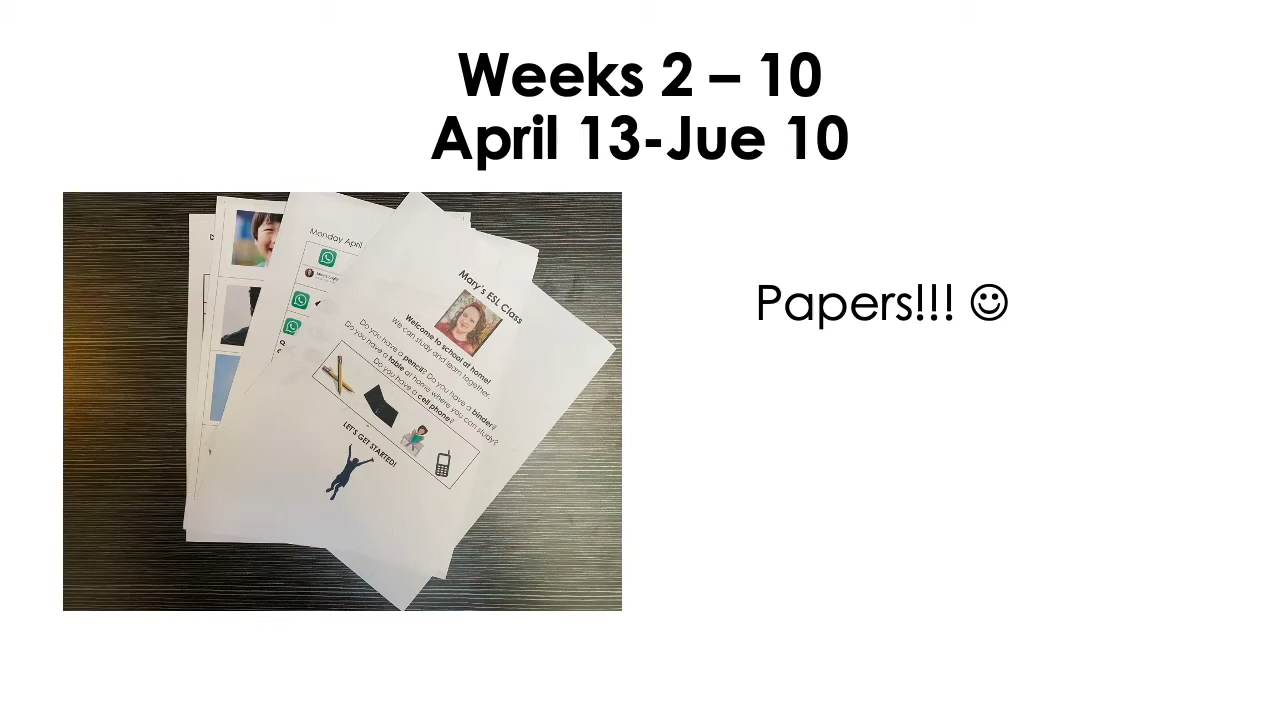 Weeks 2 – 10
April 13-Jue 10
Papers!!! ☺
Monday April
Mary's ESL Class
Welcome to school at home!
We can study and learn together.
Do you have a pencil? Do you have a binder?
Do you have a table at home where you can study?
Do you have a cell phone?
LET'S GET STARTED!